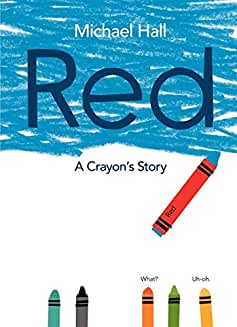 Michael Hall
Red
A Crayon's Story
Red
What?
Uh-oh.